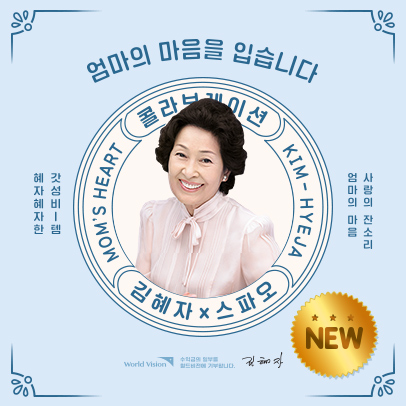 엄마의 마음을 입습니다
콜라보레이션
MOM'S HEART
KIM-HYEJA
갓성비ㅡ템
혜자혜자한
사랑의 잔소리
엄마의 마음
김혜자×스파오
NEW
World Vision
수익금의 일부를
월드비전에 기부합니다.
김혜자